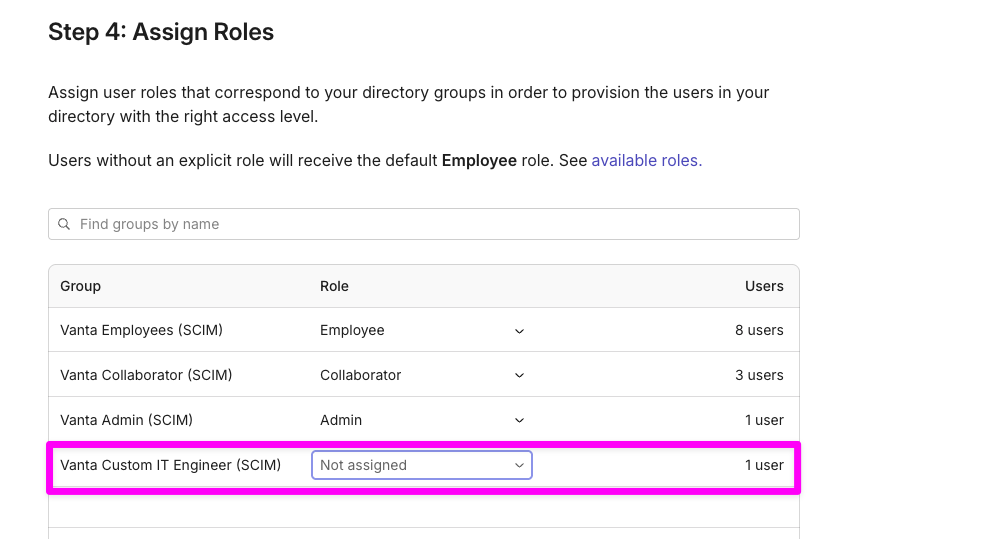 Step 4: Assign Roles
Assign user roles that correspond to your directory groups in order to provision the users in your
directory with the right access level.
Users without an explicit role will receive the default Employee role. See available roles.
Find groups by name
Group Role Users
Vanta Employees (SCIM) Employee 8 users
Vanta Collaborator (SCIM) Collaborator 3 users
Vanta Admin (SCIM) Admin 1 user
Vanta Custom IT Engineer (SCIM) Not assigned 1 user